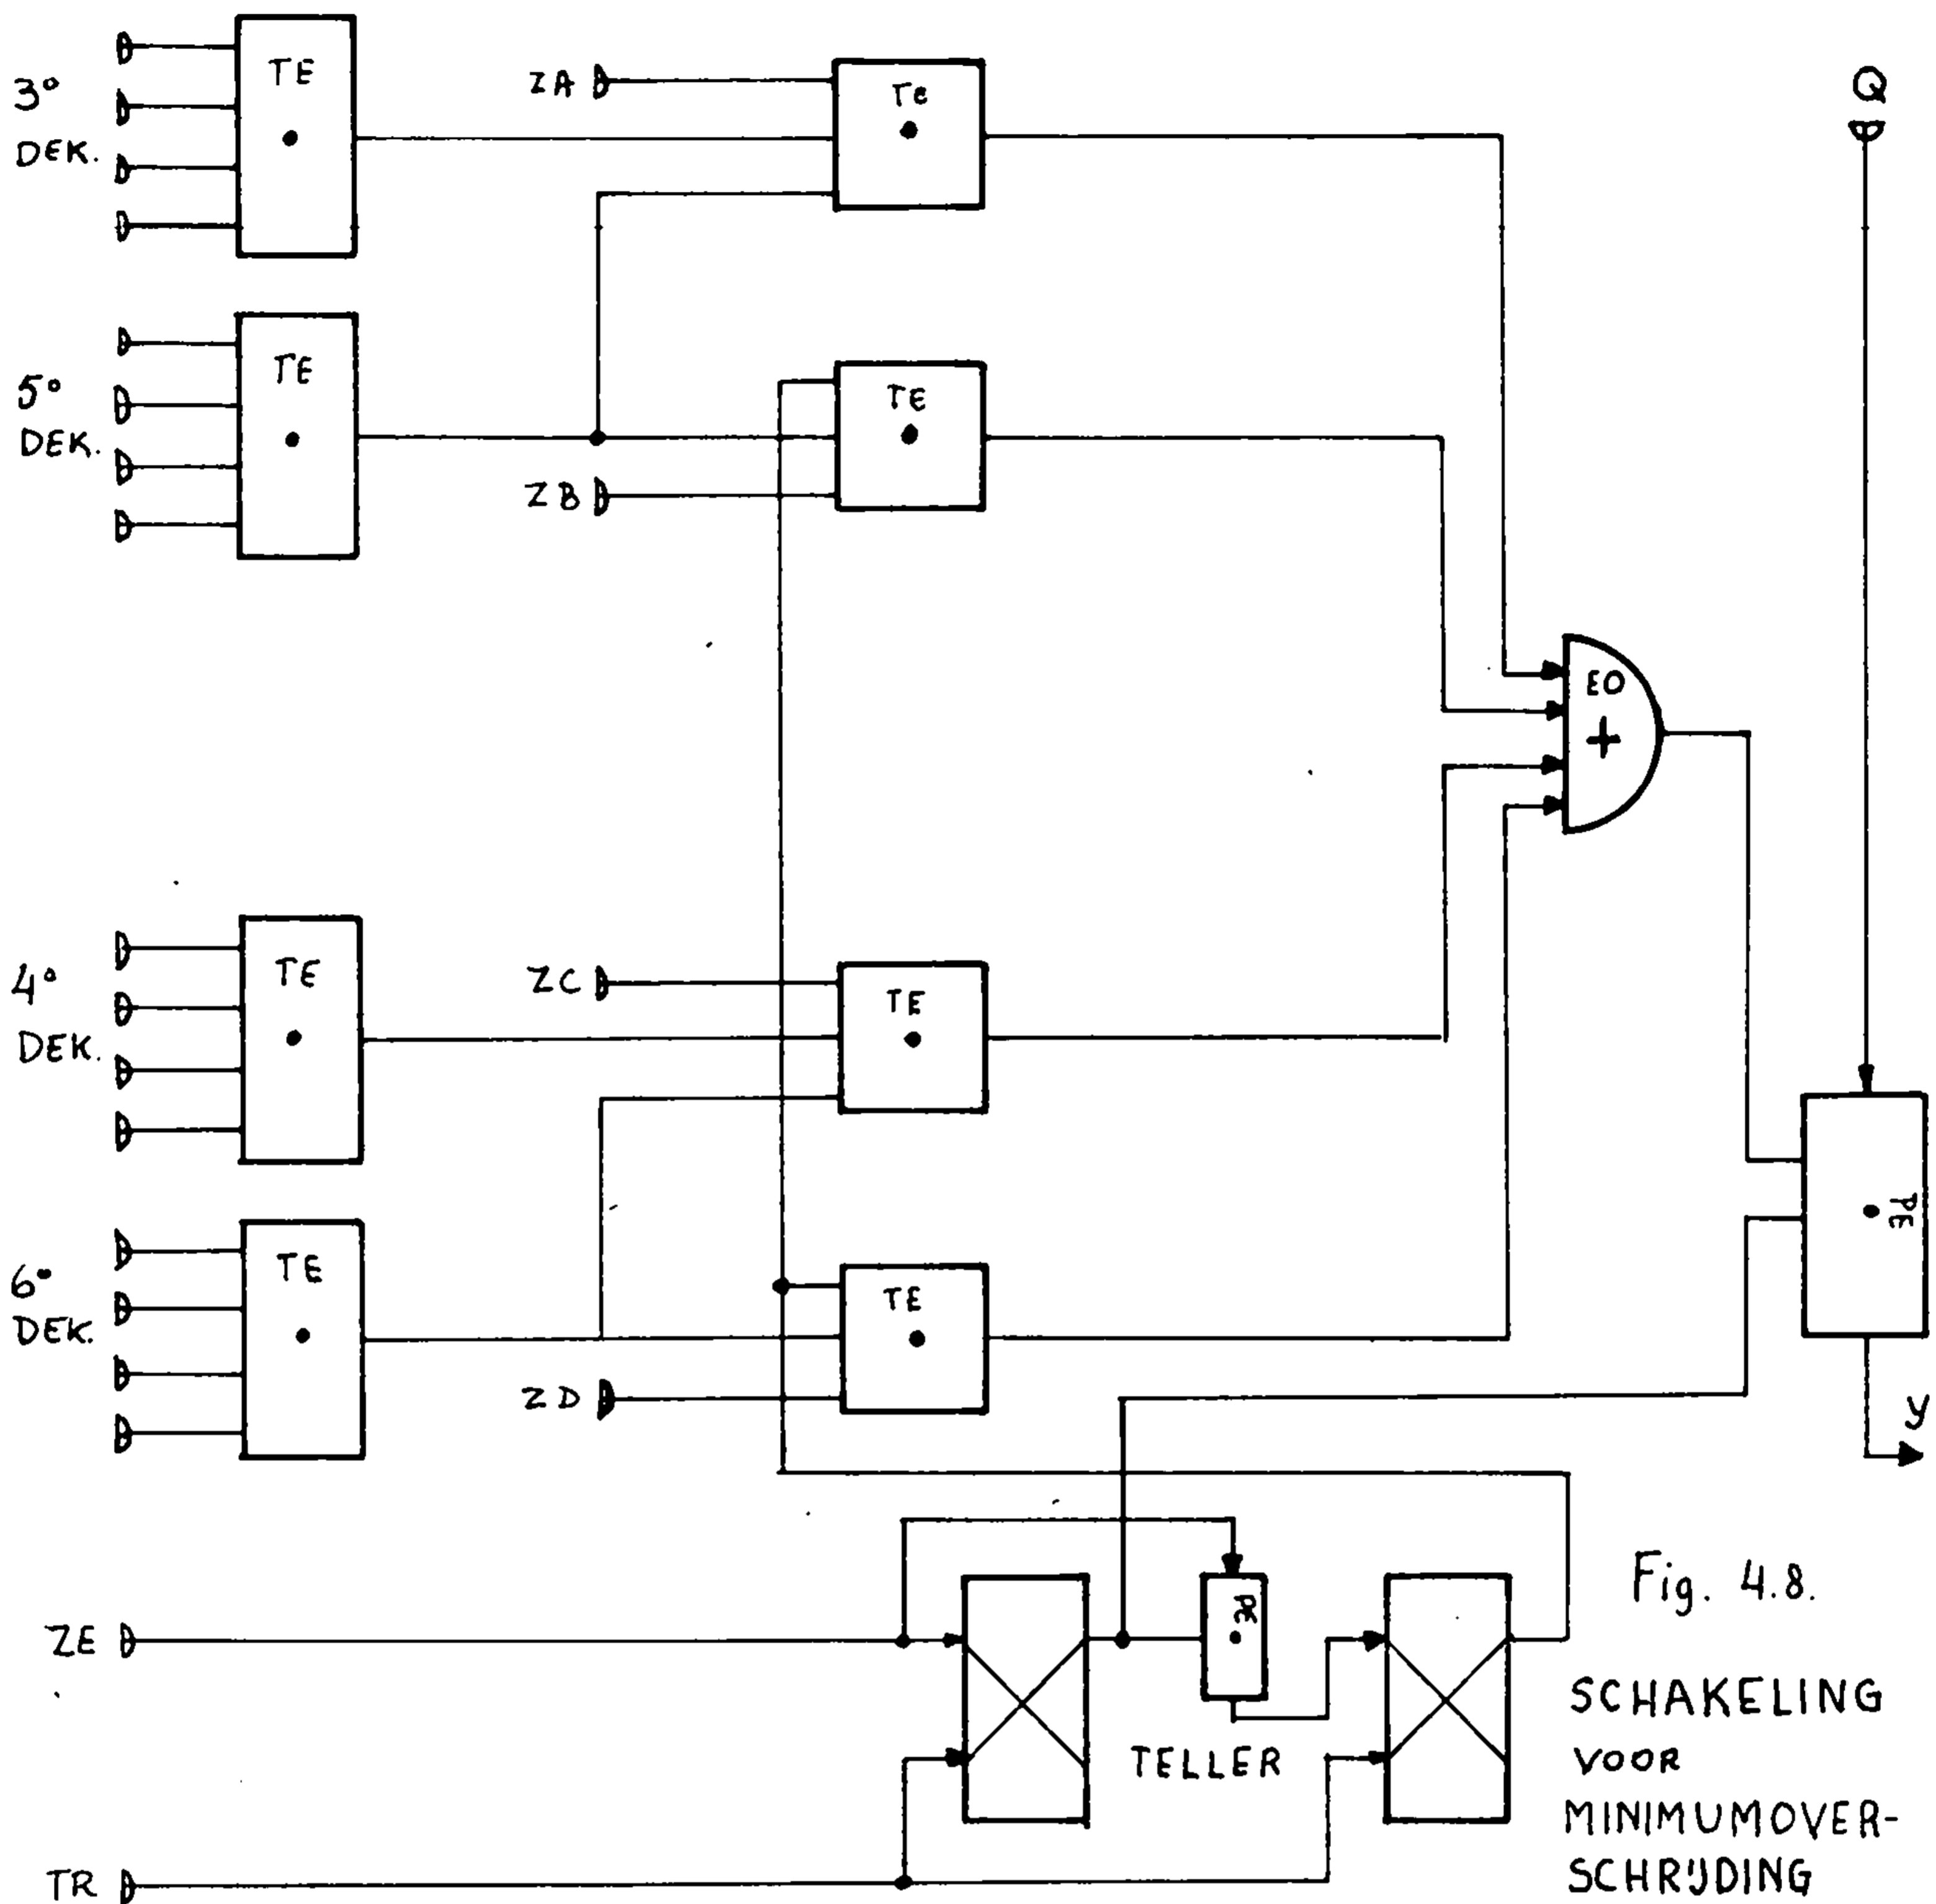 3°
DEK.
TE
ZA
TE
Q
5°
DEK.
TE
TE
ZB
EO
+
4°
DEK.
TE
ZC
TE
PE
6°
DEK.
TE
TE
ZD
y
ZE
TELLER
TR
Fig. 4.8.
SCHAKELING
VOOR
MINIMUMOVER-
SCHRIJDING